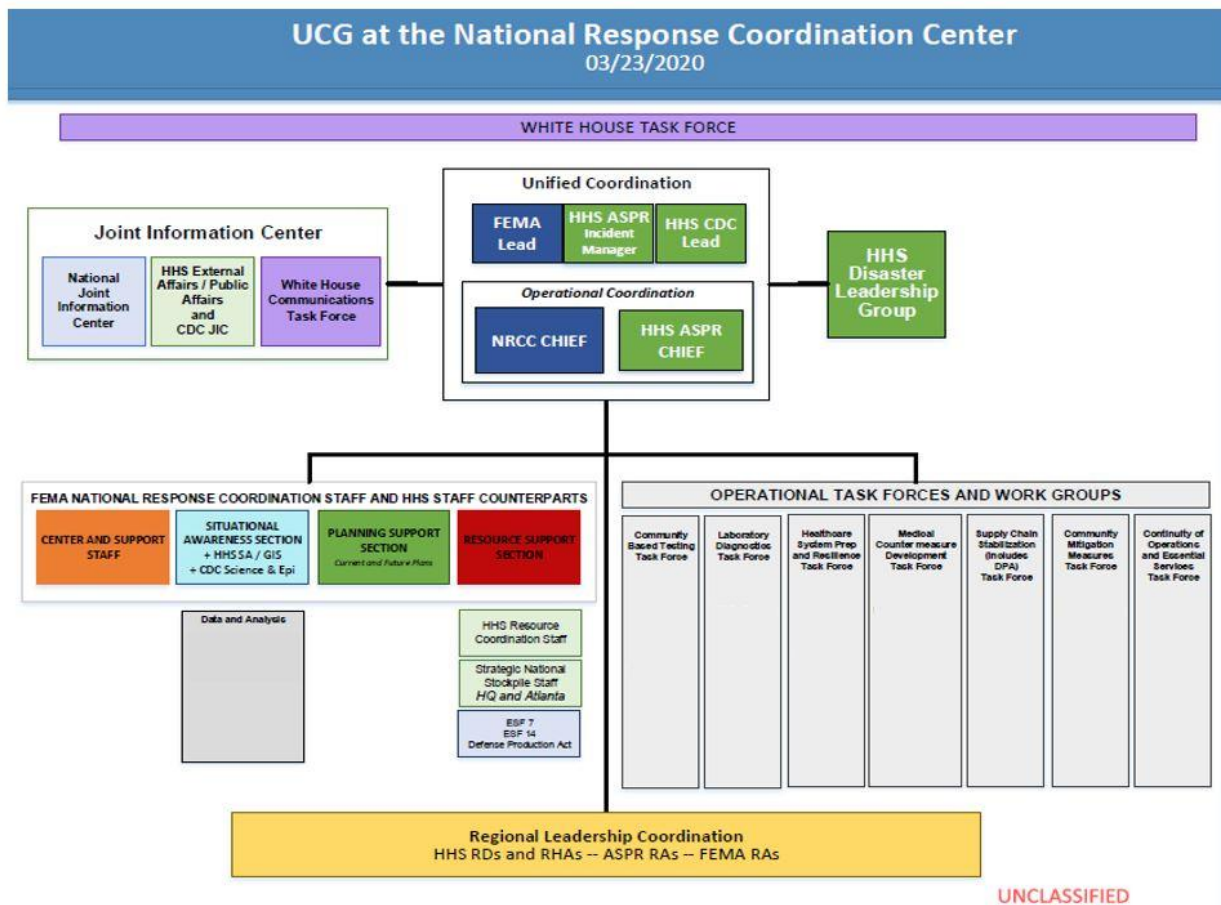 UCG at the National Response Coordination Center
03/23/2020
WHITE HOUSE TASK FORCE
Unified Coordination
FEMA
Lead
HHS ASPR
Incident
Manager
HHS CDC
Lead
Operational Coordination
NRCC CHIEF
HHS ASPR
CHIEF
Joint Information Center
National
Joint
Information
Center
HHS External
Affairs / Public
Affairs
and
CDC JIC
White House
Communications
Task Force
HHS
Disaster
Leadership
Group
FEMA NATIONAL RESPONSE COORDINATION STAFF AND HHS STAFF COUNTERPARTS
CENTER AND SUPPORT
STAFF
SITUATIONAL
AWARENESS SECTION
+ HHS SA / GIS
+ CDC Science & Epi
PLANNING SUPPORT
SECTION
Current and Future Plans
RESOURCE SUPPORT
SECTION
Data and Analysis
HHS Resource
Coordination Staff
Strategic National
Stockpile Staff
HQ and Atlanta
ESF 7
ESF 14
Defense Production Act
OPERATIONAL TASK FORCES AND WORK GROUPS
Community
Based Testing
Task Force
Laboratory
Diagnostics
Task Force
Healthcare
System Prep
and Resilience
Task Force
Medical
Counter measure
Development
Task Force
Supply Chain
Stabilization
(Includes
DPA)
Task Force
Community
Mitigation
Measures
Task Force
Continuity of
Operations
and Essential
Services
Task Force
Regional Leadership Coordination
HHS RDs and RHAs -- ASPR RAs -- FEMA RAs
UNCLASSIFIED